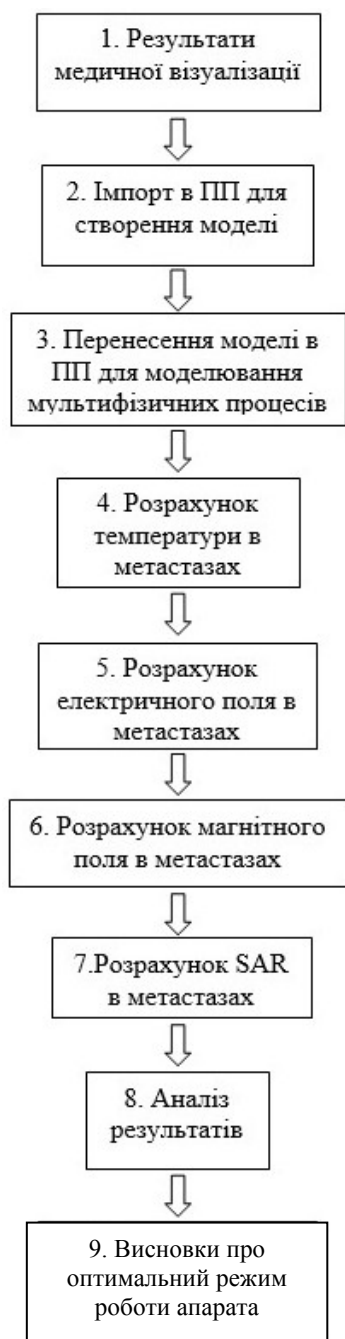 1. Результати
медичної візуалізації
2. Імпорт в ПП для
створення моделі
3. Перенесення моделі в
ПП для моделювання
мультифізичних процесів
4. Розрахунок
температури в
метастазах
5. Розрахунок
електричного поля в
метастазах
6. Розрахунок магнітного
поля в метастазах
7.Розрахунок SAR
в метастазах
8. Аналіз
результатів
9. Висновки про
оптимальний режим
роботи апарата